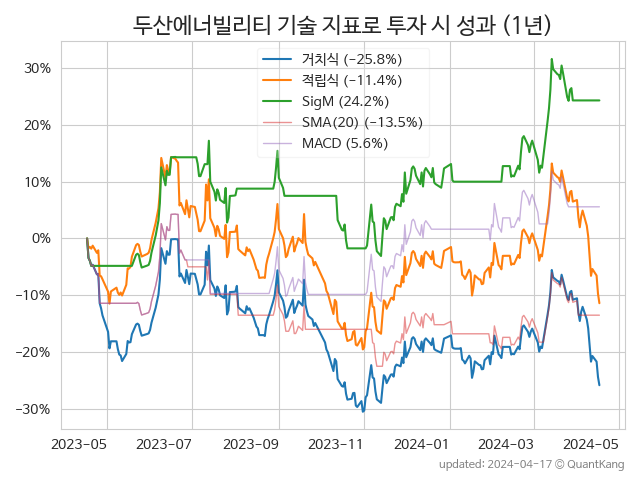 두산에너빌리티 기술 지표로 투자 시 성과 (1년)
거치식 (−25.8%)
적립식 (−11.4%)
SigM (24.2%)
SMA(20) (−13.5%)
MACD (5.6%)
30%
20%
10%
0%
−10%
−20%
−30%
2023-05 2023-07 2023-09 2023-11 2024-01 2024-03 2024-05
updated: 2024-04-17 © QuantKang